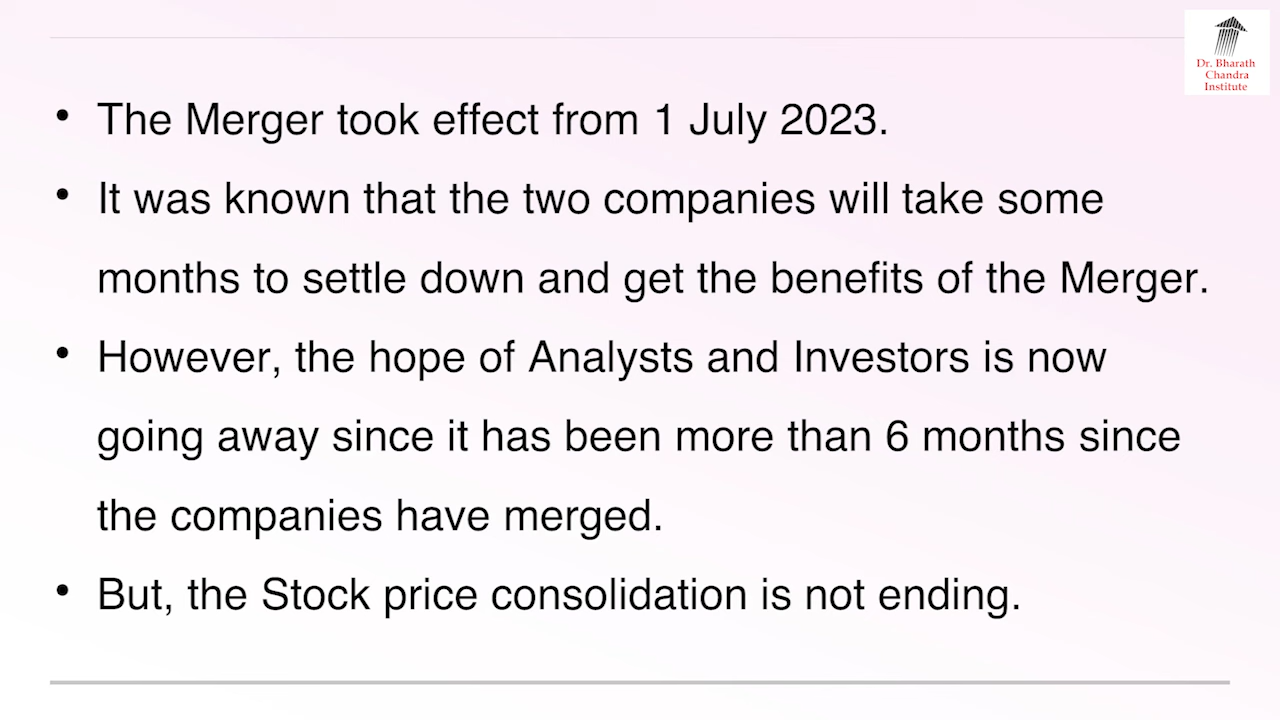 Dr. Bharath
Chandra
Institute
• The Merger took effect from 1 July 2023.
• It was known that the two companies will take some
months to settle down and get the benefits of the Merger.
• However, the hope of Analysts and Investors is now
going away since it has been more than 6 months since
the companies have merged.
• But, the Stock price consolidation is not ending.